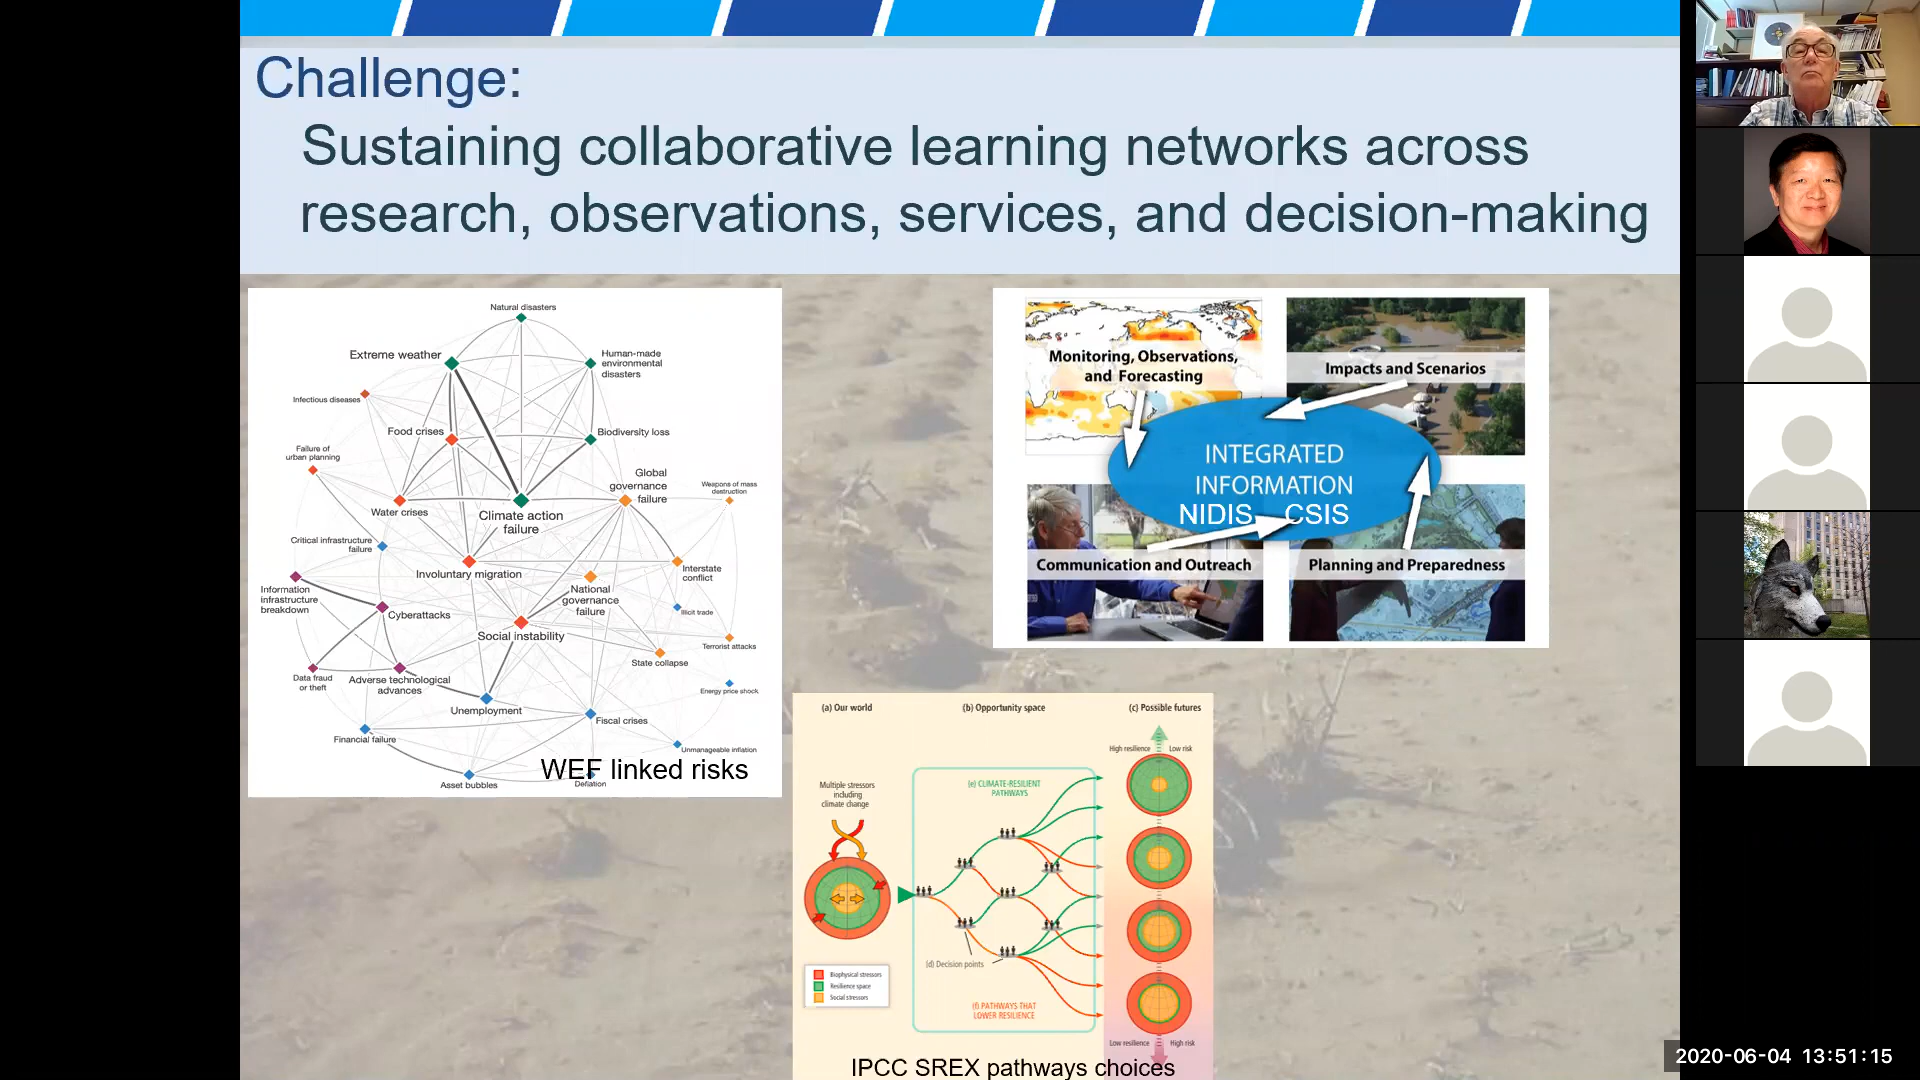 Challenge:
Sustaining collaborative learning networks across
research, observations, services, and decision-making
Natural disasters
Extreme weather
Human-made
environmental
disasters
Infectious diseases
Food crises
Biodiversity loss
Failure of
urban planning
Global
governance
failure
Weapons of mass
destruction
Water crises
Climate action
failure
Critical infrastructure
failure
Involuntary migration
Interstate
conflict
Information
infrastructure
breakdown
National
governance
failure
Cyberattacks
Illicit trade
Social instability
Terrorist attacks
State collapse
Data fraud
or theft
Adverse technological
advances
Energy price shock
Unemployment
Fiscal crises
Financial failure
Unmanageable inflation
WEF linked risks
Asset bubbles
Deflation
Monitoring, Observations,
and Forecasting
Impacts and Scenarios
INTEGRATED
INFORMATION
NIDIS CSIS
Communication and Outreach
Planning and Preparedness
(a) Our world
(b) Opportunity space
(c) Possible futures
High resilience
Low risk
Multiple stressors
including
climate change
(e) CLIMATE-RESILIENT
PATHWAYS
(d) Decision points
Biophysical stressors
Resilience space
Social stressors
(f) PATHWAYS THAT
LOWER RESILIENCE
Low resilience
High risk
IPCC SREX pathways choices
2020-06-04 13:51:15